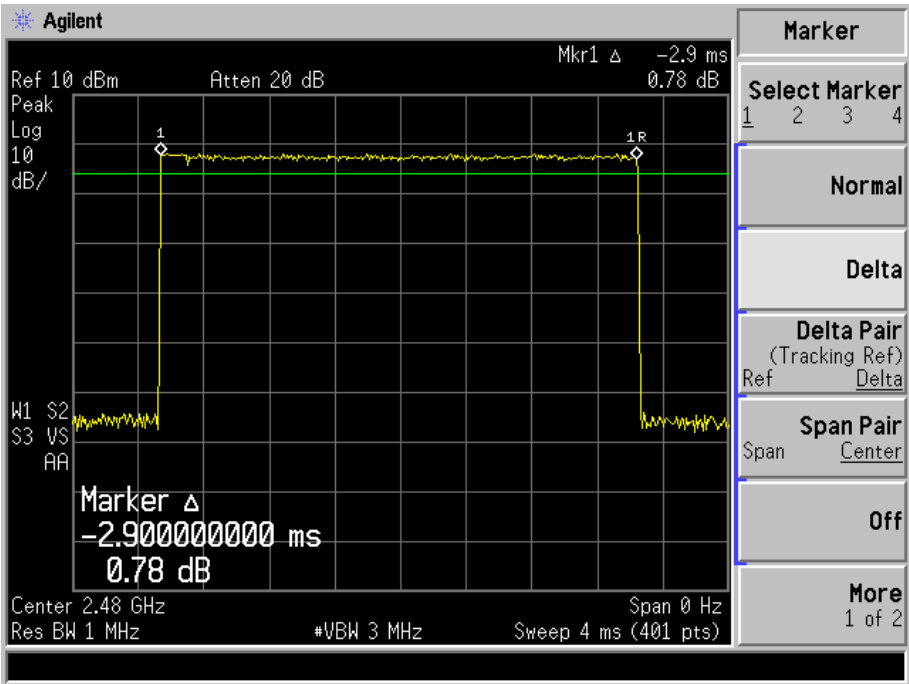 Agilent
Marker
Mkr1 Δ -2.9 ms
Ref 10 dBm Atten 20 dB 0.78 dB
Peak
Log
10
dB/
1
1R
W1 S2
S3 VS
AA
Marker Δ
-2.900000000 ms
0.78 dB
Center 2.48 GHz Span 0 Hz
Res BW 1 MHz #VBW 3 MHz Sweep 4 ms (401 pts)
Select Marker
1 2 3 4
Normal
Delta
Delta Pair
(Tracking Ref)
Ref Delta
Span Pair
Span Center
Off
More
1 of 2